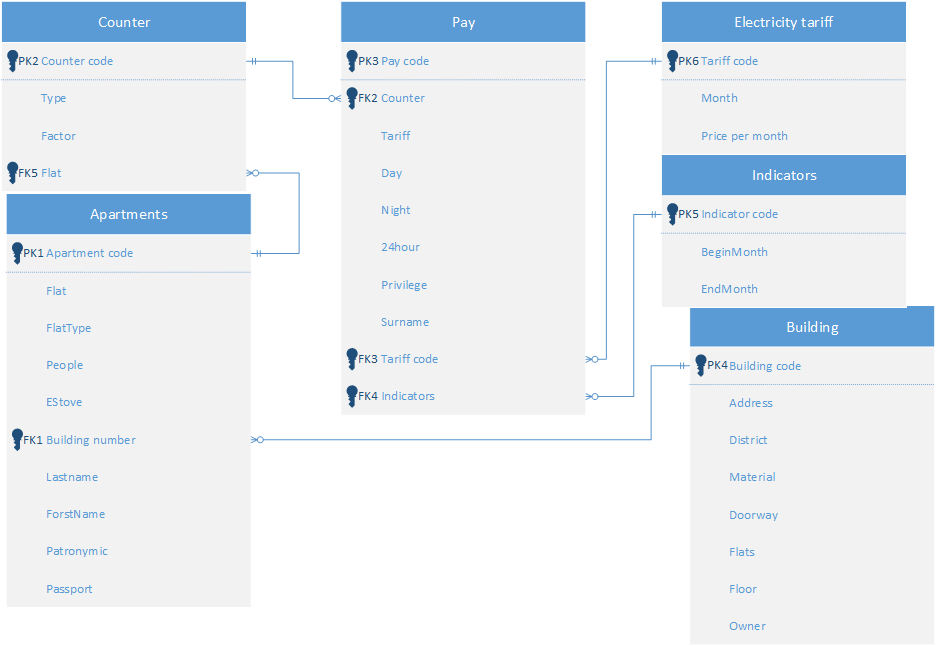 Counter
PK2 Counter code
Type
Factor
FK5 Flat
Apartments
PK1 Apartment code
Flat
FlatType
People
EStove
FK1 Building number
Lastname
ForstName
Patronymic
Passport
Pay
PK3 Pay code
FK2 Counter
Tariff
Day
Night
24hour
Privilege
Surname
FK3 Tariff code
FK4 Indicators
Electricity tariff
PK6 Tariff code
Month
Price per month
Indicators
PK5 Indicator code
BeginMonth
EndMonth
Building
PK4 Building code
Address
District
Material
Doorway
Flats
Floor
Owner